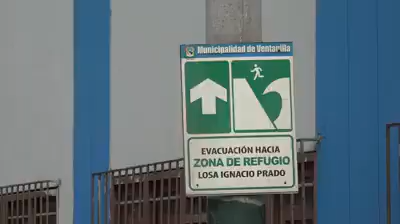 Municipalidad de Ventanilla
EVACUACIÓN HACIA
ZONA DE REFUGIO
LOSA IGNACIO PRADO